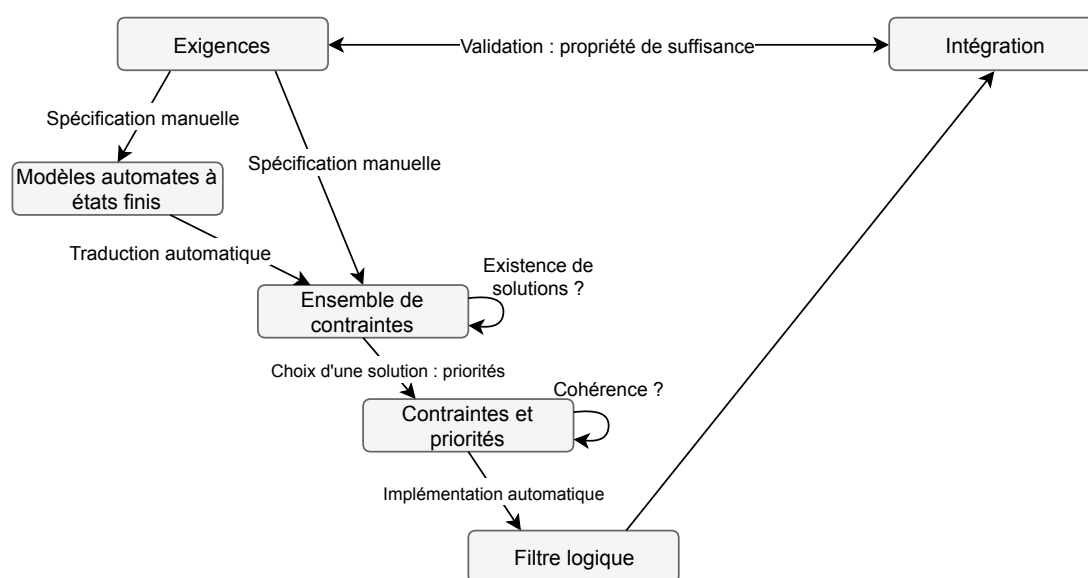 Exigences
Validation : propriété de suffisance
Intégration
Spécification manuelle
Spécification manuelle
Modèles automates à
états finis
Traduction automatique
Existence de
solutions ?
Ensemble de
contraintes
Choix d'une solution : priorités
Cohérence ?
Contraintes et
priorités
Implémentation automatique
Filtre logique